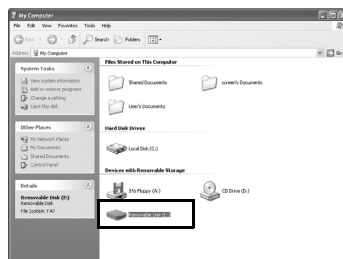 My Computer
File Edit View Favorites Tools Help
Back Search Folders
Address My Computer
System Tasks
View system information
Add or remove programs
Change a setting
Eject this disk
Other Places
My Network Places
My Documents
Shared Documents
Control Panel
Details
Removable Disk (E:)
Removable Disk
File System: FAT
Files Stored on This Computer
Shared Documents
screen's Documents
User's Documents
Hard Disk Drives
Local Disk (C:)
Devices with Removable Storage
3½ Floppy (A:)
CD Drive (D:)
Removable Disk (E:)
Go